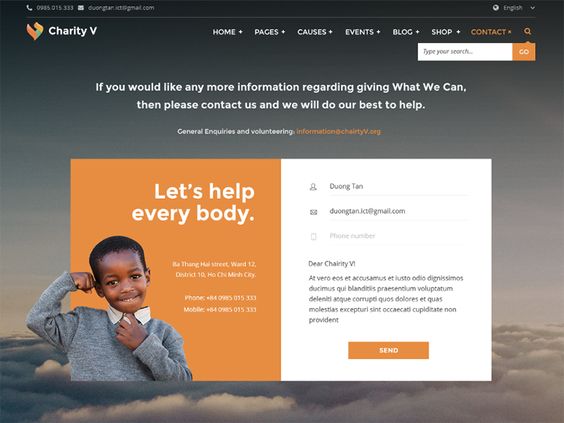 0985.015.333 duongtan.ict@gmail.com English
Charity V
HOME + PAGES + CAUSES + EVENTS + BLOG + SHOP + CONTACT ×
Type your search... GO
If you would like any more information regarding giving What We Can,
then please contact us and we will do our best to help.
General Enquiries and volunteering: information@chairtyV.org
Let's help
every body.
Ba Thang Hai street, Ward 12,
District 10, Ho Chi Minh City.
Phone: +84 0985 015 333
Mobile: +84 0985 015 333
Duong Tan
duongtan.ict@gmail.com
Phone number
Dear Chairity V!
At vero eos et accusamus et iusto odio dignissimos
ducimus qui blanditiis praesentium voluptatum
deleniti atque corrupti quos dolores et quas
molestias excepturi sint occaecati cupiditate non
provident
SEND